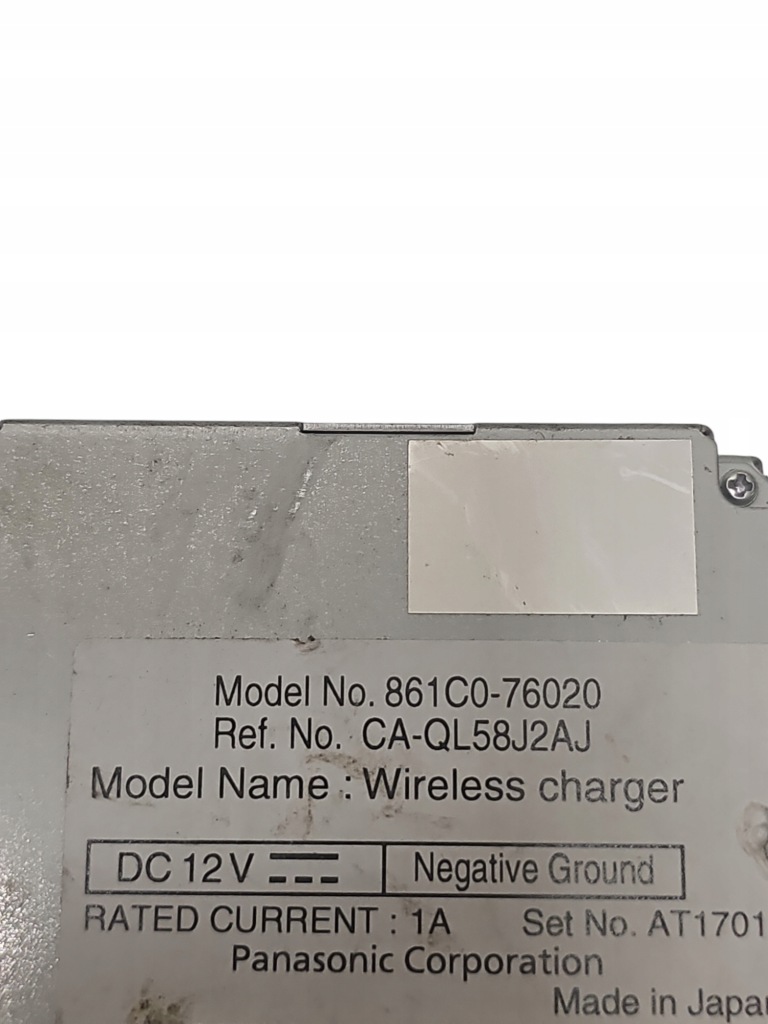 Model No. 861C0-76020
Ref. No. CA-QL58J2AJ
Model Name : Wireless charger
DC 12V Negative Ground
RATED CURRENT : 1A Set No. AT1701
Panasonic Corporation
Made in Japa